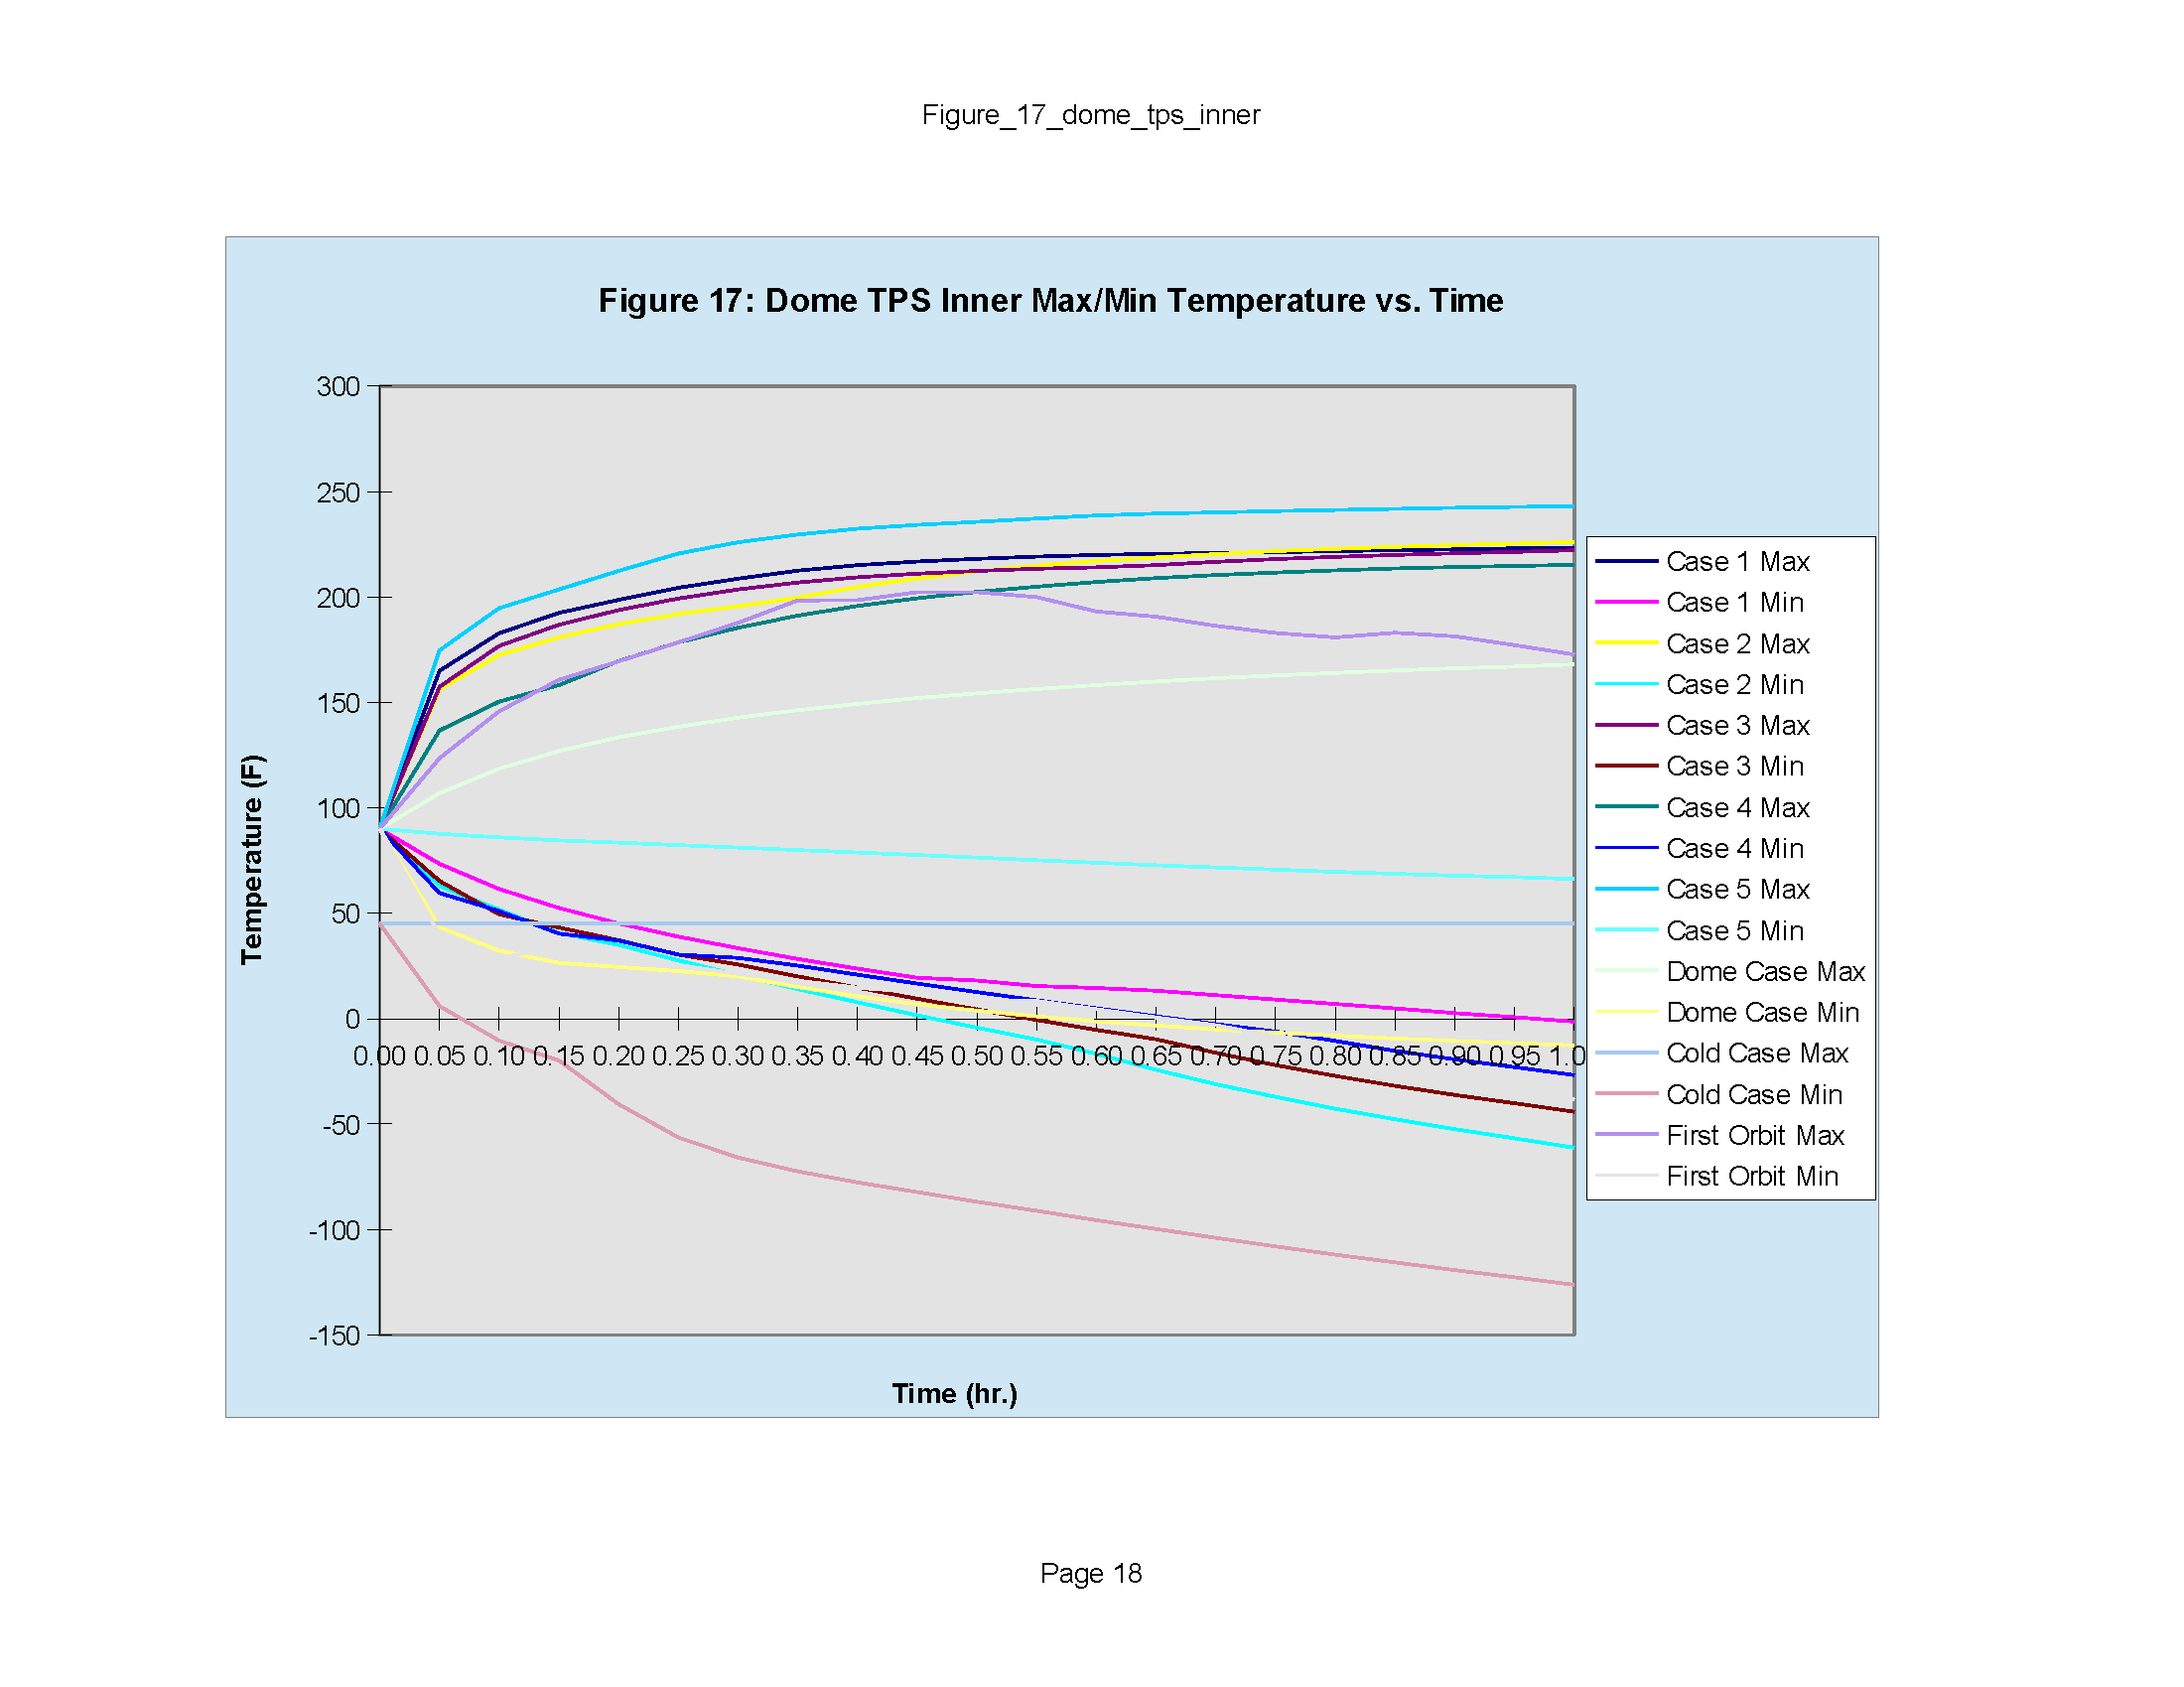 Figure_17_dome_tps_inner
Figure 17: Dome TPS Inner Max/Min Temperature vs. Time
300
250
200
150
100
50
0
-50
-100
-150
Temperature (F)
0.00 0.05 0.10 0.15 0.20 0.25 0.30 0.35 0.40 0.45 0.50 0.55 0.60 0.65 0.70 0.75 0.80 0.85 0.90 0.95 1.0
Time (hr.)
Case 1 Max
Case 1 Min
Case 2 Max
Case 2 Min
Case 3 Max
Case 3 Min
Case 4 Max
Case 4 Min
Case 5 Max
Case 5 Min
Dome Case Max
Dome Case Min
Cold Case Max
Cold Case Min
First Orbit Max
First Orbit Min
Page 18